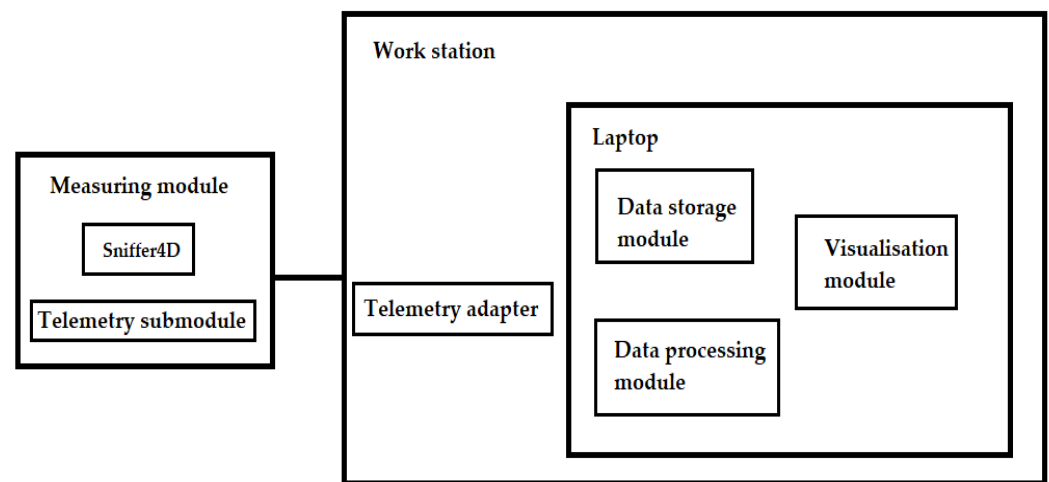 Work station
Laptop
Measuring module
Sniffer4D
Telemetry submodule
Telemetry adapter
Data storage
module
Visualisation
module
Data processing
module